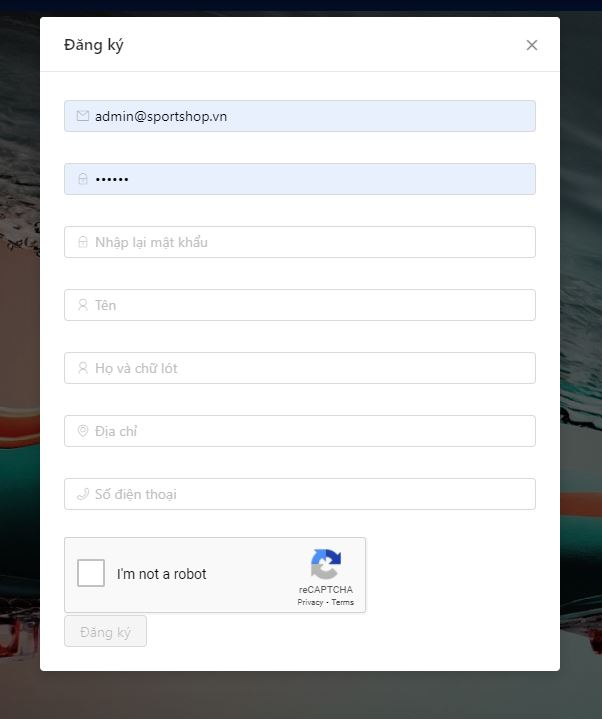 Đăng ký
admin@sportshop.vn
••••••
Nhập lại mật khẩu
Tên
Họ và chữ lót
Địa chỉ
Số điện thoại
I'm not a robot
reCAPTCHA
Privacy - Terms
Đăng ký